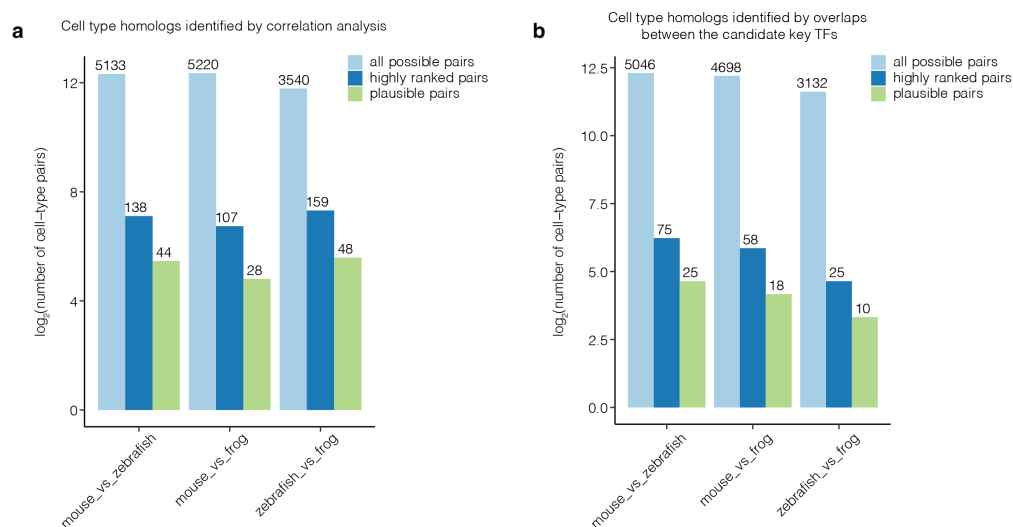 a
Cell type homologs identified by correlation analysis
all possible pairs
highly ranked pairs
plausible pairs
log2(number of cell−type pairs)
12
8
4
0
5133
138
44
5220
107
28
3540
159
48
mouse_vs_zebrafish
mouse_vs_frog
zebrafish_vs_frog
b
Cell type homologs identified by overlaps
between the candidate key TFs
all possible pairs
highly ranked pairs
plausible pairs
log2(number of cell−type pairs)
12.5
10.0
7.5
5.0
2.5
0.0
5046
75
25
4698
58
18
3132
25
10
mouse_vs_zebrafish
mouse_vs_frog
zebrafish_vs_frog